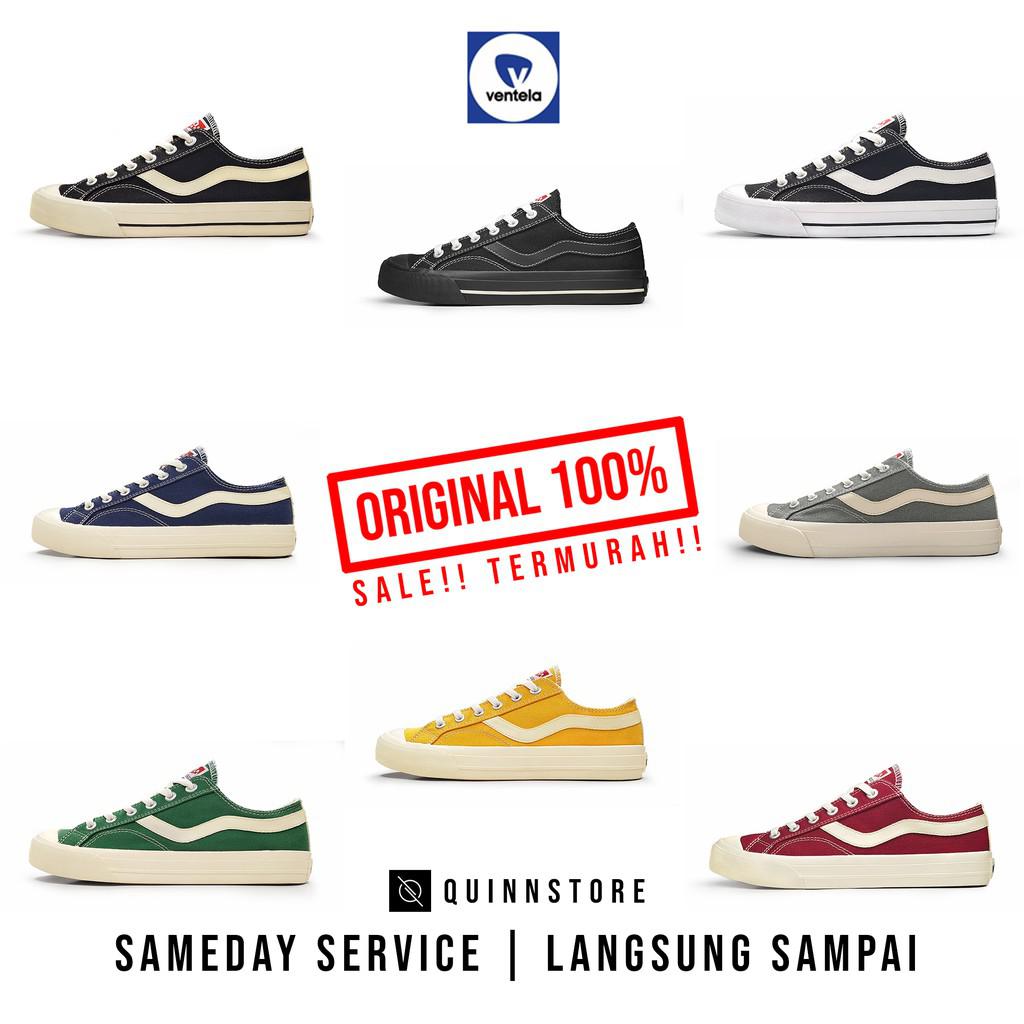 ventela
ORIGINAL 100%
SALE!! TERMURAH!!
QUINNSTORE
SAMEDAY SERVICE | LANGSUNG SAMPAI